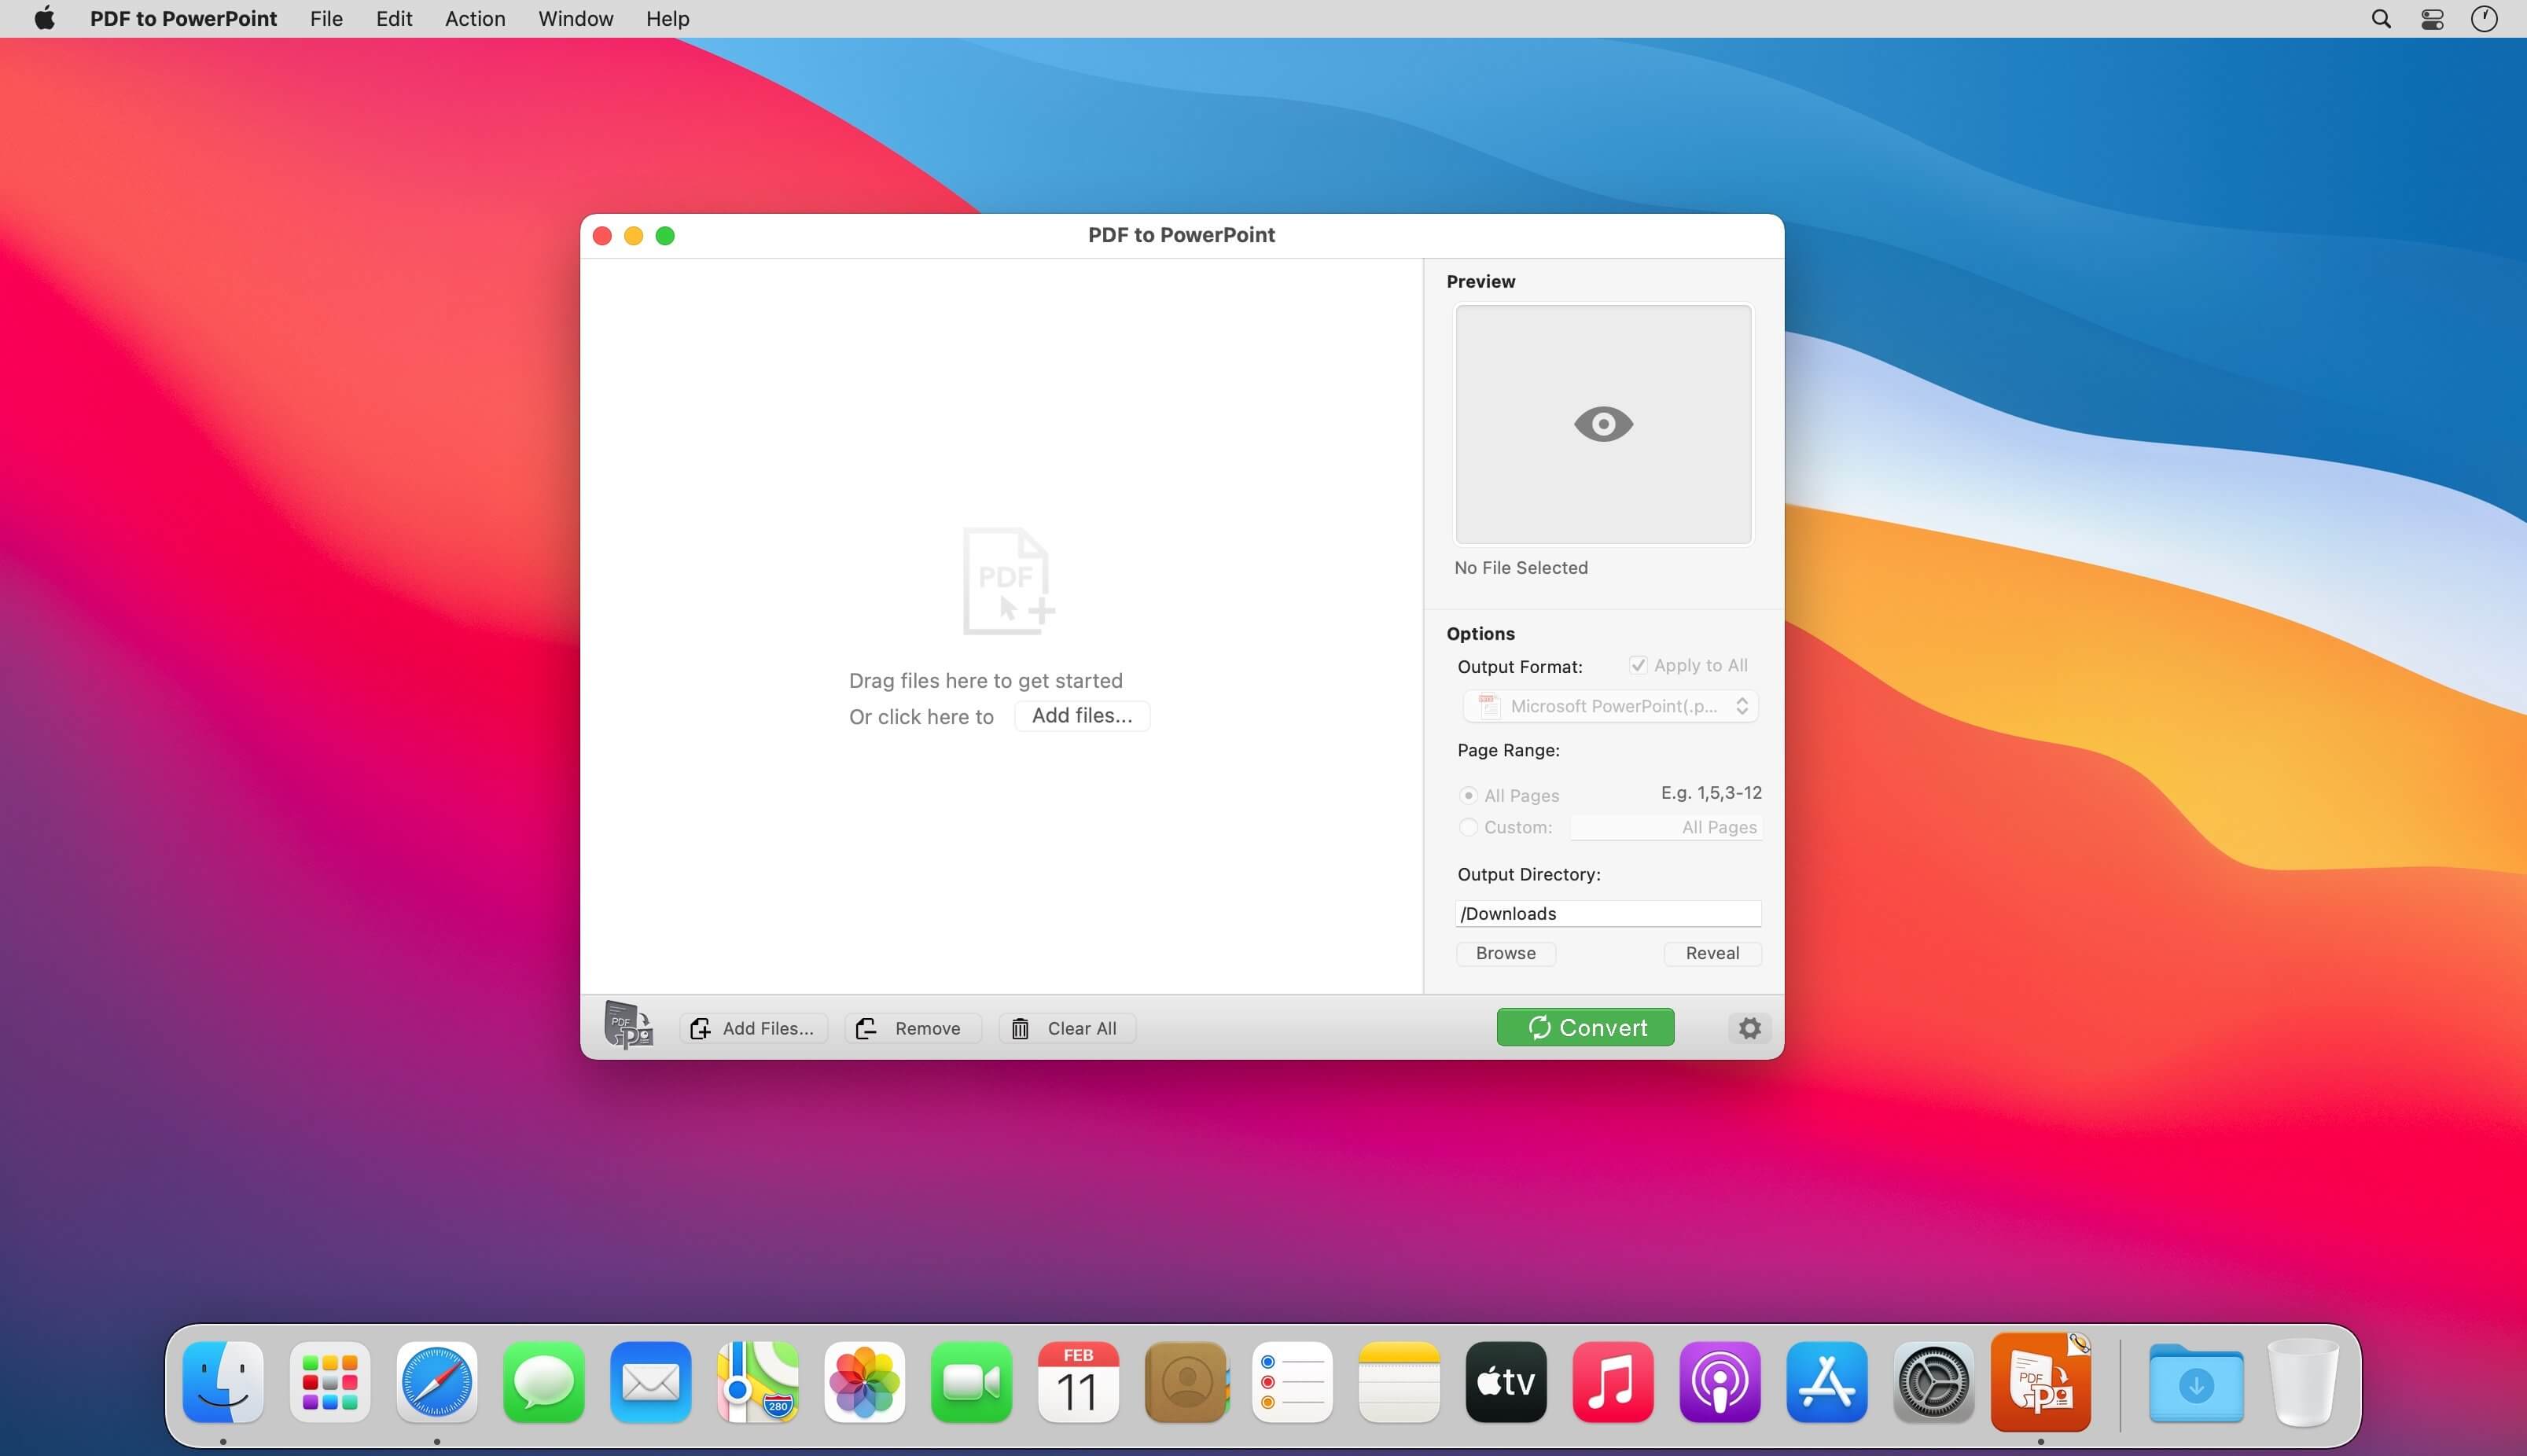 PDF to PowerPoint File Edit Action Window Help
PDF to PowerPoint
Preview
PDF
No File Selected
Drag files here to get started
Or click here to Add files...
Options
Output Format: Apply to All
Microsoft PowerPoint(.p...
Page Range:
All Pages E.g. 1,5,3-12
Custom: All Pages
Output Directory:
/Downloads
Browse Reveal
PDF
Add Files... Remove Clear All Convert
280
FEB
11
tv
PDF